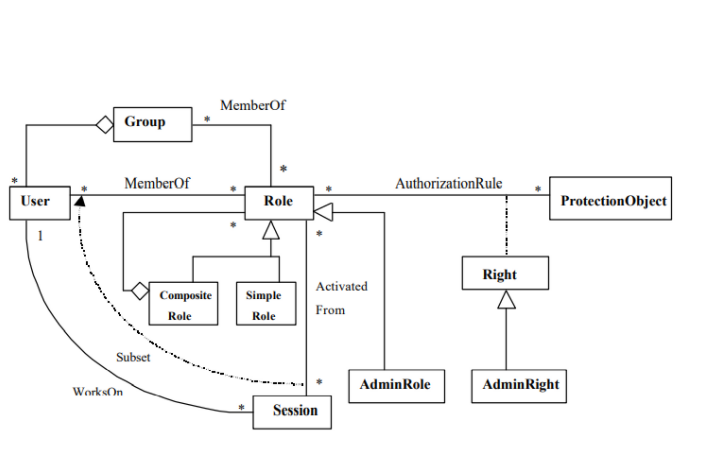 MemberOf
Group
*
*
*
MemberOf
AuthorizationRule
*
*
*
*
User
Role
ProtectionObject
1
*
*
Right
Activated
From
Composite
Role
Simple
Role
Subset
*
AdminRole
AdminRight
WorksOn
*
Session